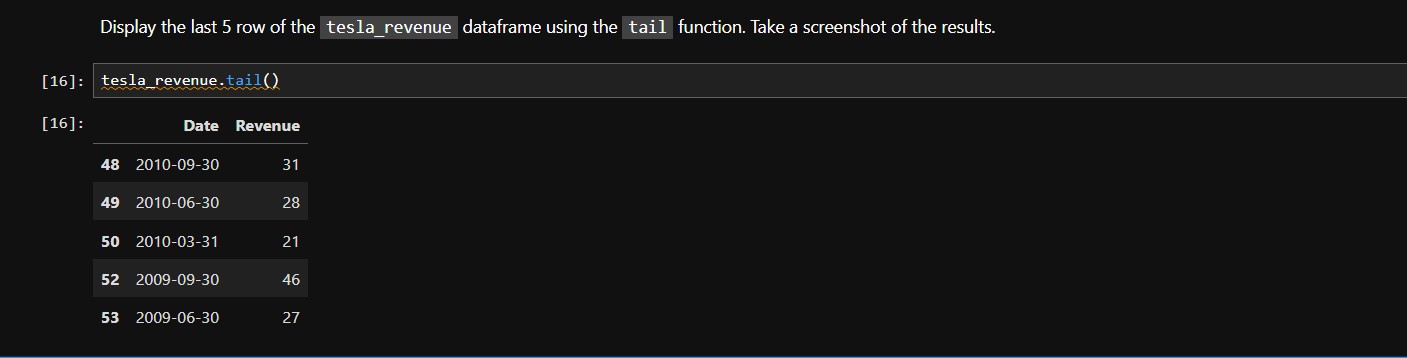 Display the last 5 row of the tesla_revenue dataframe using the tail function. Take a screenshot of the results.
[16]: tesla_revenue.tail()
[16]:
Date Revenue
48 2010-09-30 31
49 2010-06-30 28
50 2010-03-31 21
52 2009-09-30 46
53 2009-06-30 27